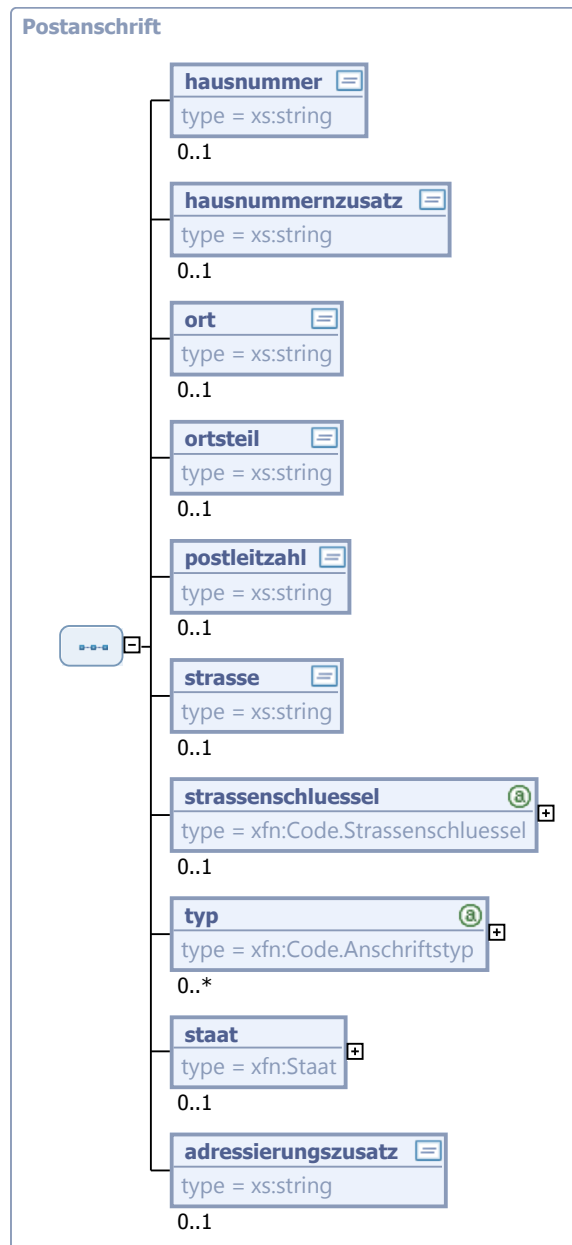 Postanschrift
hausnummer
type = xs:string
0..1
hausnummernzusatz
type = xs:string
0..1
ort
type = xs:string
0..1
ortsteil
type = xs:string
0..1
postleitzahl
type = xs:string
0..1
strasse
type = xs:string
0..1
strassenschluessel
type = xfn:Code.Strassenschluessel
0..1
typ
type = xfn:Code.Anschriftstyp
0..*
staat
type = xfn:Staat
0..1
adressierungszusatz
type = xs:string
0..1